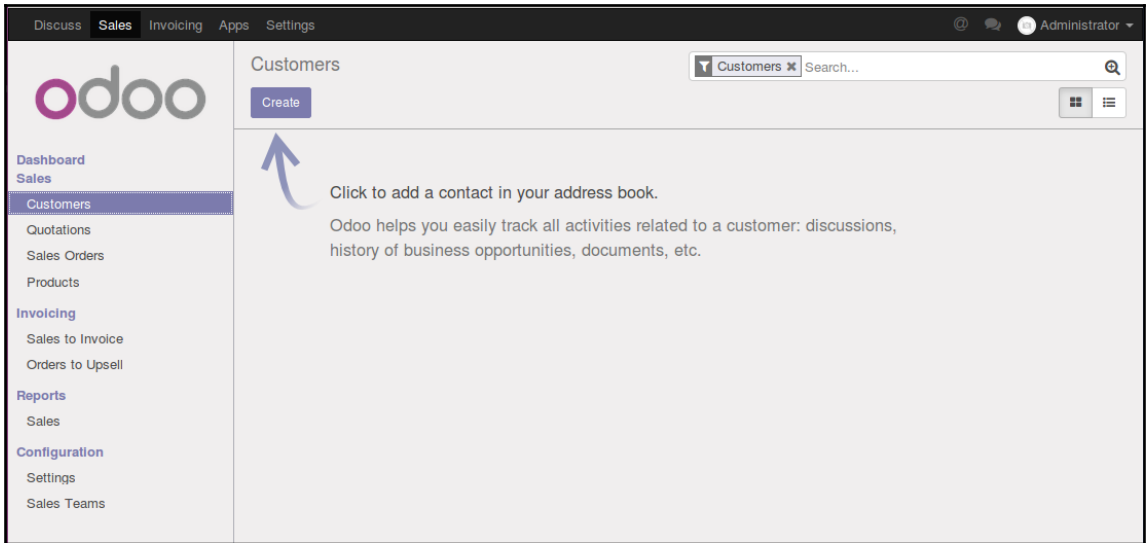 Discuss Sales Invoicing Apps Settings @ Administrator
odoo
Customers
Customers Search...
Create
Dashboard
Sales
Customers
Quotations
Sales Orders
Products
Invoicing
Sales to Invoice
Orders to Upsell
Reports
Sales
Configuration
Settings
Sales Teams
Click to add a contact in your address book.
Odoo helps you easily track all activities related to a customer: discussions,
history of business opportunities, documents, etc.